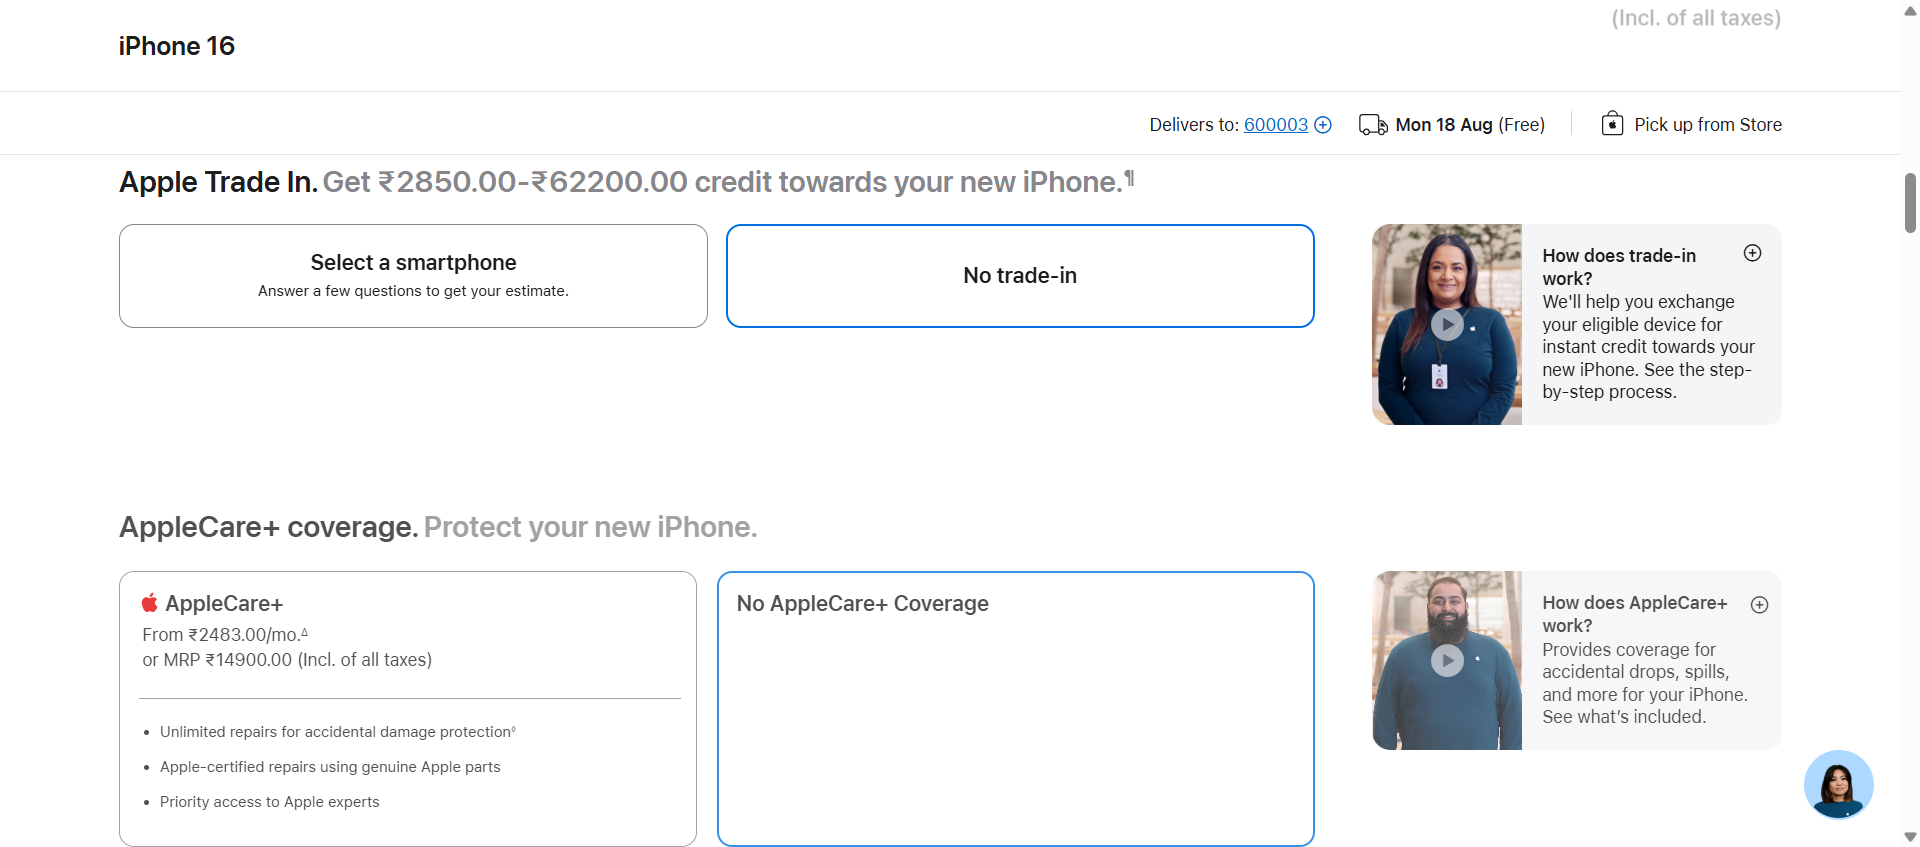 (Incl. of all taxes)
iPhone 16
Delivers to: 600003
Mon 18 Aug (Free)
Pick up from Store
Apple Trade In. Get ₹2850.00-₹62200.00 credit towards your new iPhone.¶
Select a smartphone
Answer a few questions to get your estimate.
No trade-in
How does trade-in
work?
We'll help you exchange
your eligible device for
instant credit towards your
new iPhone. See the step-
by-step process.
AppleCare+ coverage. Protect your new iPhone.
AppleCare+
From ₹2483.00/mo.∆
or MRP ₹14900.00 (Incl. of all taxes)
• Unlimited repairs for accidental damage protection◊
• Apple-certified repairs using genuine Apple parts
• Priority access to Apple experts
No AppleCare+ Coverage
How does AppleCare+
work?
Provides coverage for
accidental drops, spills,
and more for your iPhone.
See what’s included.